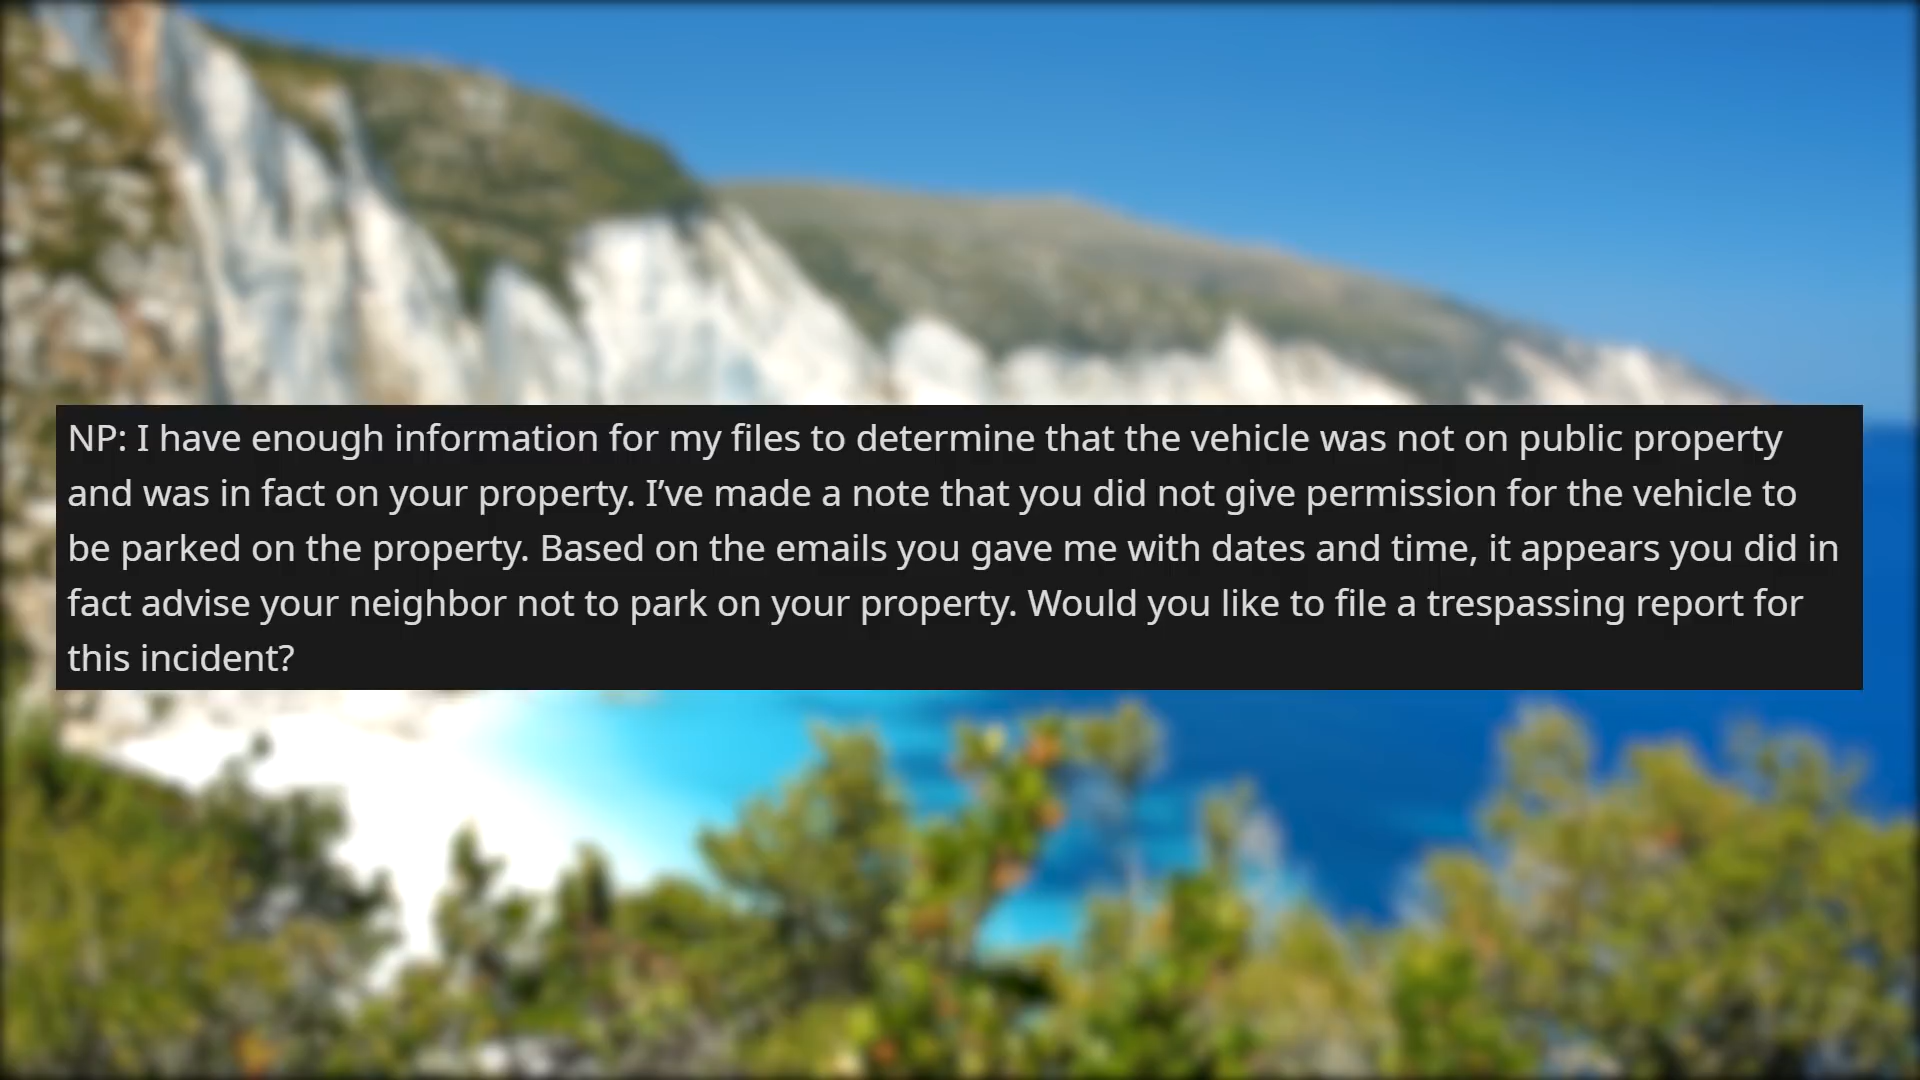 NP: I have enough information for my files to determine that the vehicle was not on public property
and was in fact on your property. I’ve made a note that you did not give permission for the vehicle to
be parked on the property. Based on the emails you gave me with dates and time, it appears you did in
fact advise your neighbor not to park on your property. Would you like to file a trespassing report for
this incident?